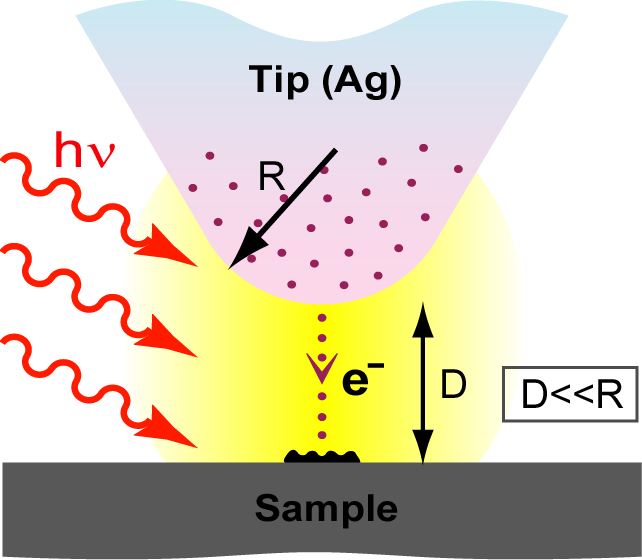 Tip (Ag)
hν
R
e⁻
D
D<<R
Sample